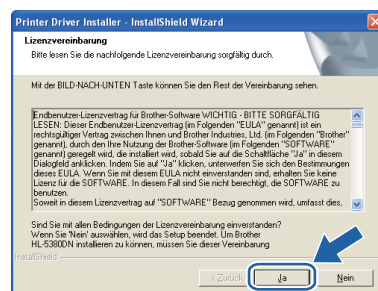 Printer Driver Installer - InstallShield Wizard
Lizenzvereinbarung
Bitte lesen Sie die nachfolgende Lizenzvereinbarung sorgfältig durch.
Mit der BILD-NACH-UNTEN Taste können Sie den Rest der Vereinbarung sehen.
Endbenutzer-Lizenzvertrag für Brother-Software WICHTIG - BITTE SORGFÄLTIG
LESEN: Dieser Endbenutzer-Lizenzvertrag (im Folgenden "EULA" genannt) ist ein
rechtsgültiger Vertrag zwischen Ihnen und Brother Industries, Ltd. (im Folgenden "Brother"
genannt), durch den Ihre Nutzung der Brother-Software (im Folgenden "SOFTWARE"
genannt) geregelt wird, die installiert wird, sobald Sie auf die Schaltfläche "Ja" in diesem
Dialogfeld anklicken. Indem Sie auf "Ja" klicken, unterwerfen Sie sich den Bestimmungen
dieses EULA. Wenn Sie mit diesem EULA nicht einverstanden sind, erhalten Sie keine
Lizenz für die SOFTWARE. In diesem Fall sind Sie nicht berechtigt, die SOFTWARE zu
benutzen.
Soweit in diesem Lizenzvertrag auf "SOFTWARE" Bezug genommen wird, umfasst dies,
Sind Sie mit allen Bedingungen der Lizenzvereinbarung einverstanden?
Wenn Sie 'Nein' auswählen, wird das Setup beendet. Um Brother
HL-5380DN installieren zu können, müssen Sie dieser Vereinbarung
InstallShield
< Zurück
Ja
Nein